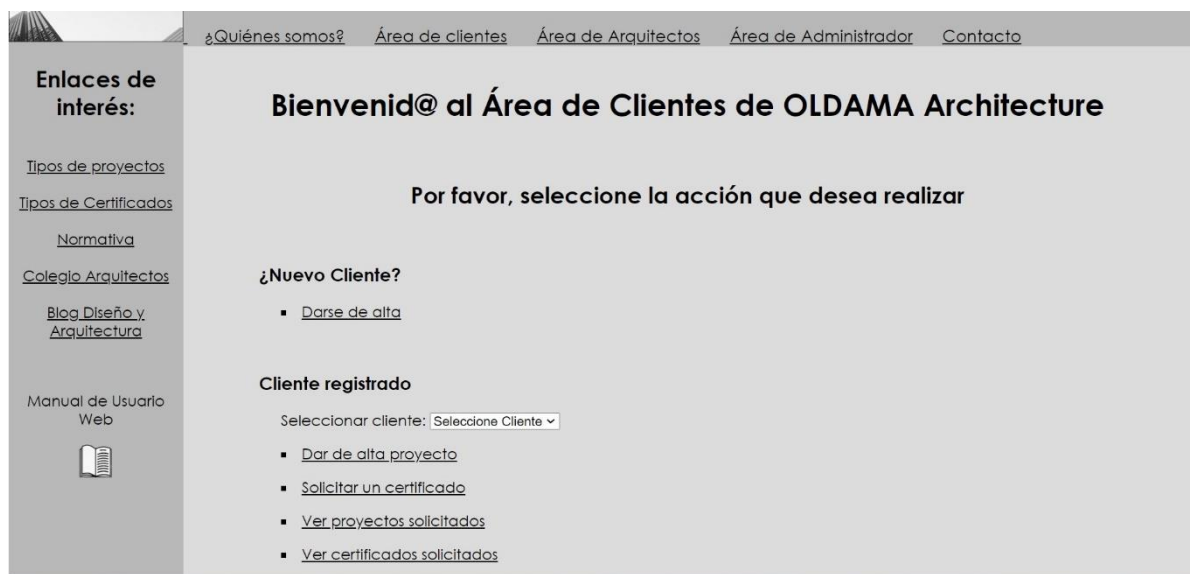 ¿Quiénes somos? Área de clientes Área de Arquitectos Área de Administrador Contacto
Enlaces de
interés:
Tipos de proyectos
Tipos de Certificados
Normativa
Colegio Arquitectos
Blog Diseño y
Arquitectura
Manual de Usuario
Web
Bienvenid@ al Área de Clientes de OLDAMA Architecture
Por favor, seleccione la acción que desea realizar
¿Nuevo Cliente?
Darse de alta
Cliente registrado
Seleccionar cliente: Seleccione Cliente
Dar de alta proyecto
Solicitar un certificado
Ver proyectos solicitados
Ver certificados solicitados